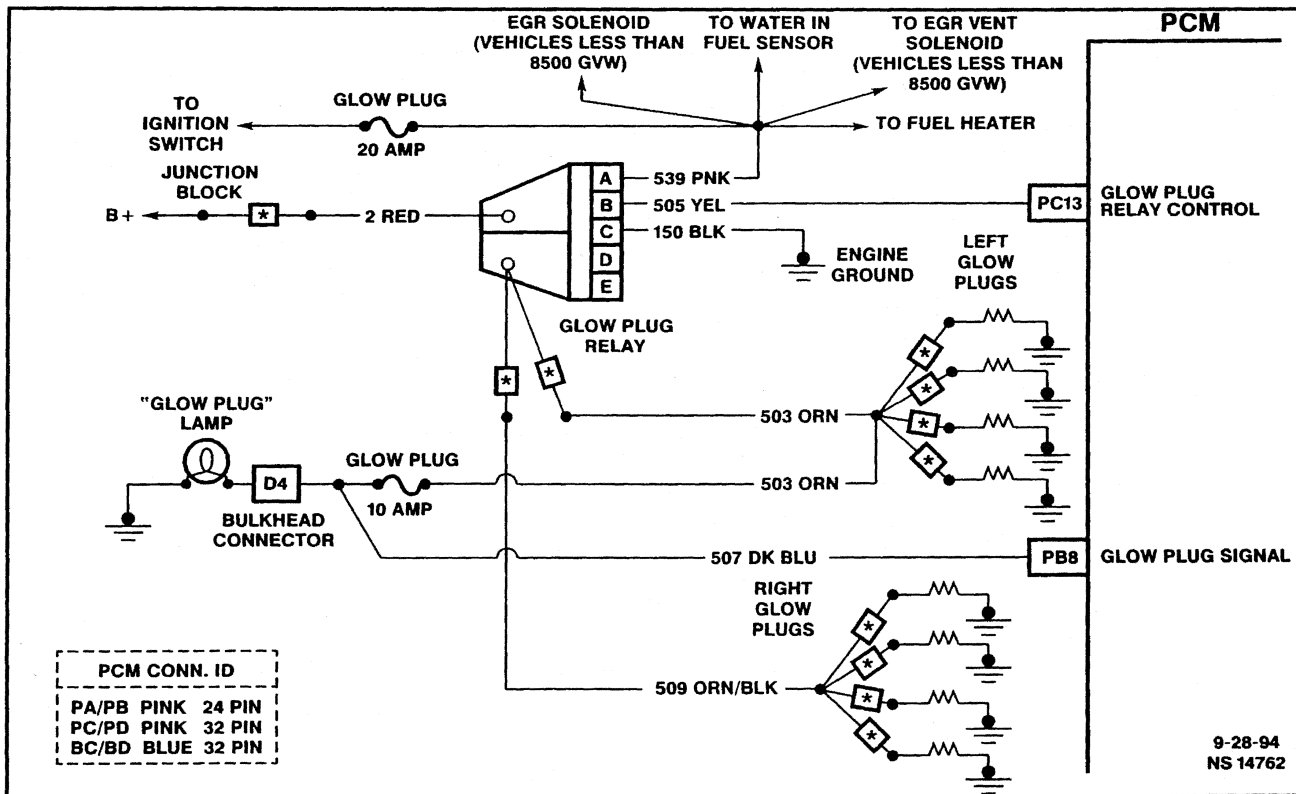 EGR SOLENOID
(VEHICLES LESS THAN
8500 GVW)
TO WATER IN
FUEL SENSOR
TO EGR VENT
SOLENOID
(VEHICLES LESS THAN
8500 GVW)
PCM
TO
IGNITION
SWITCH
GLOW PLUG
20 AMP
TO FUEL HEATER
JUNCTION
BLOCK
B+
*
2 RED
A
539 PNK
B
505 YEL
PC13
GLOW PLUG
RELAY CONTROL
C
150 BLK
D
E
ENGINE
GROUND
LEFT
GLOW
PLUGS
GLOW PLUG
RELAY
*
*
*
*
*
*
503 ORN
"GLOW PLUG"
LAMP
D4
BULKHEAD
CONNECTOR
GLOW PLUG
10 AMP
503 ORN
507 DK BLU
PB8
GLOW PLUG SIGNAL
RIGHT
GLOW
PLUGS
*
*
*
*
509 ORN/BLK
PCM CONN. ID
PA/PB PINK 24 PIN
PC/PD PINK 32 PIN
BC/BD BLUE 32 PIN
9-28-94
NS 14762